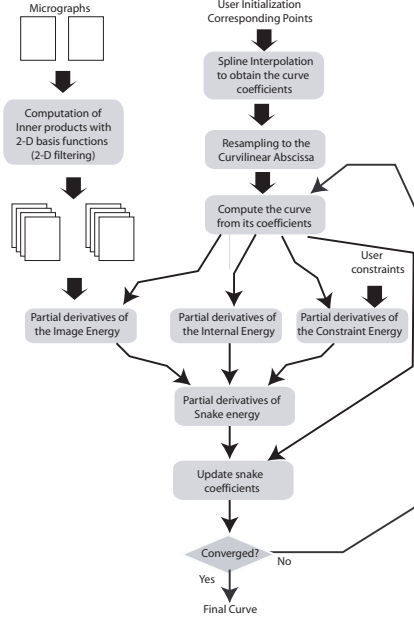 Micrographs
User Initialization
Corresponding Points
Spline Interpolation
to obtain the curve
coefficients
Computation of
Inner products with
2-D basis functions
(2-D filtering)
Resampling to the
Curvilinear Abscissa
Compute the curve
from its coefficients
User
constraints
Partial derivatives of
the Image Energy
Partial derivatives of
the Internal Energy
Partial derivatives of
the Constraint Energy
Partial derivatives of
Snake energy
Update snake
coefficients
Converged?
No
Yes
Final Curve